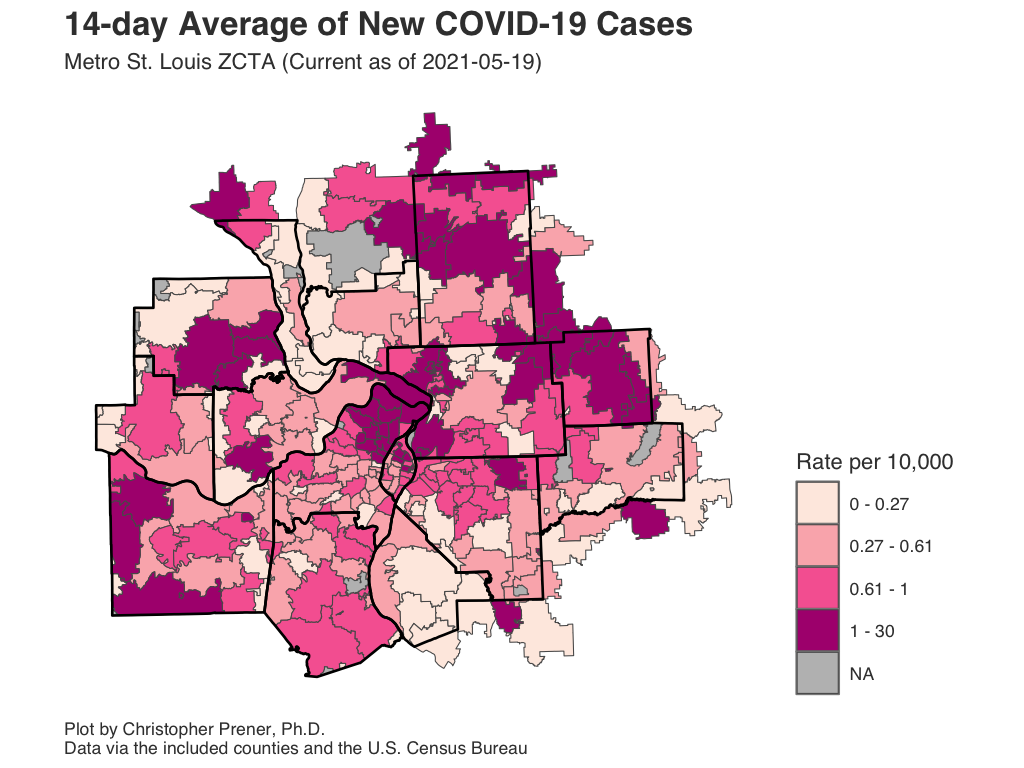 14-day Average of New COVID-19 Cases
Metro St. Louis ZCTA (Current as of 2021-05-19)
Rate per 10,000
0 - 0.27
0.27 - 0.61
0.61 - 1
1 - 30
NA
Plot by Christopher Prener, Ph.D.
Data via the included counties and the U.S. Census Bureau